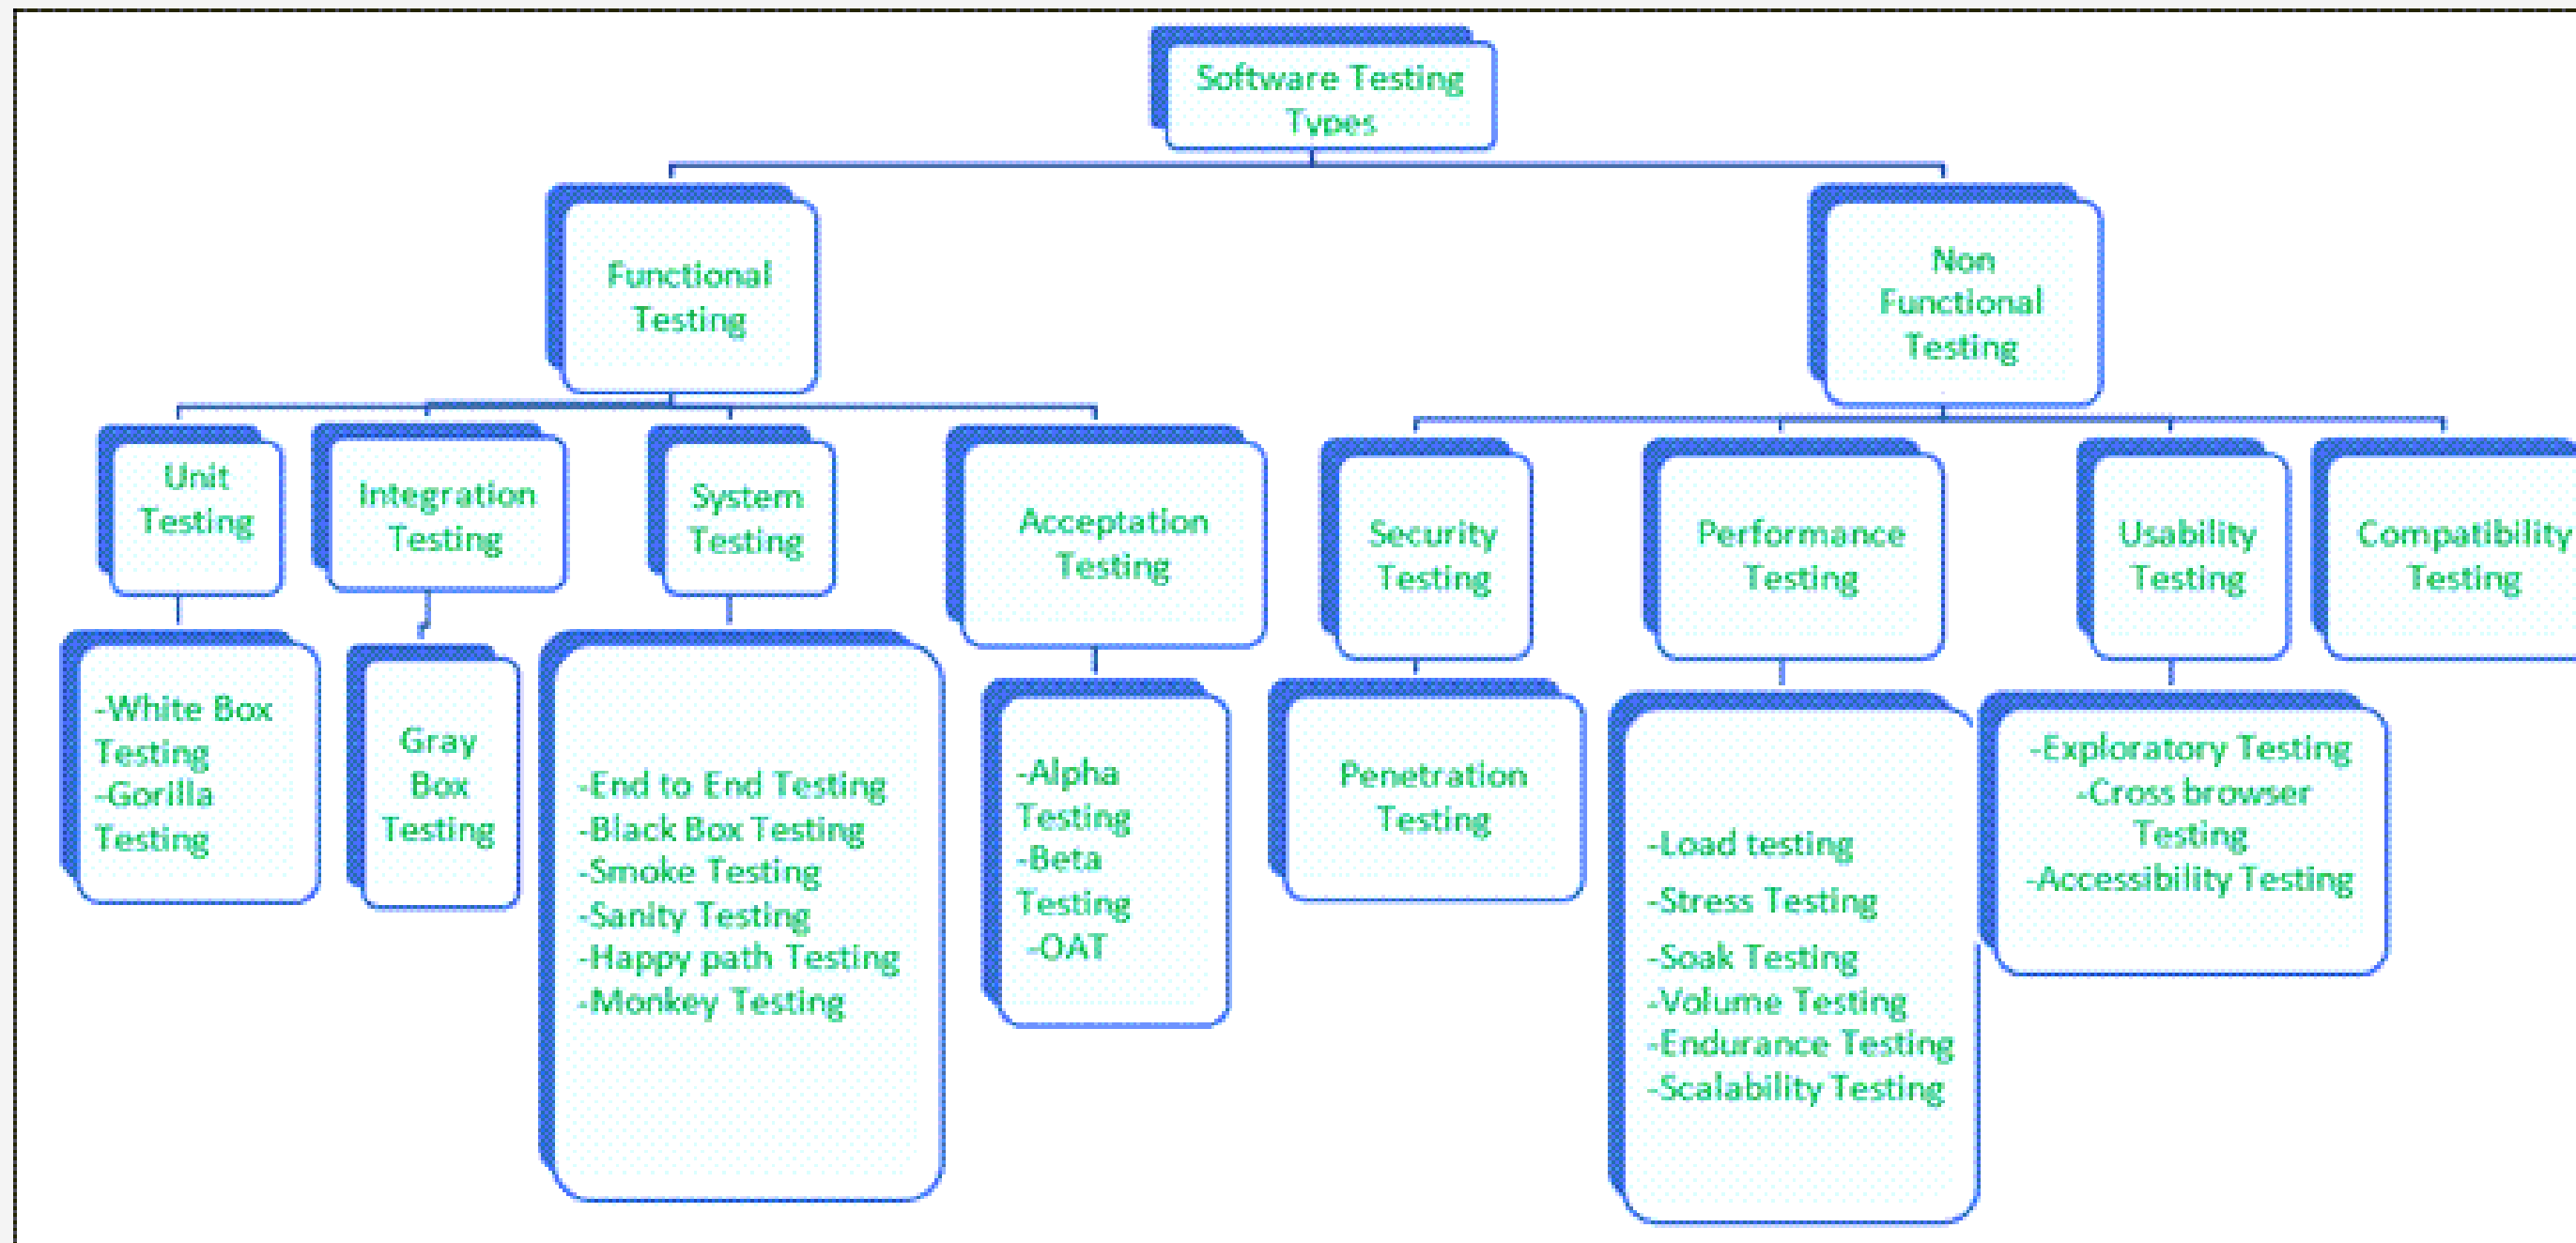 Software Testing
Types
Functional
Testing
Non
Functional
Testing
Unit
Testing
Integration
Testing
System
Testing
Acceptation
Testing
Security
Testing
Performance
Testing
Usability
Testing
Compatibility
Testing
-White Box
Testing
-Gorilla
Testing
Gray
Box
Testing
-End to End Testing
-Black Box Testing
-Smoke Testing
-Sanity Testing
-Happy path Testing
-Monkey Testing
-Alpha
Testing
-Beta
Testing
-OAT
Penetration
Testing
-Load testing
-Stress Testing
-Soak Testing
-Volume Testing
-Endurance Testing
-Scalability Testing
-Exploratory Testing
-Cross browser
Testing
-Accessibility Testing